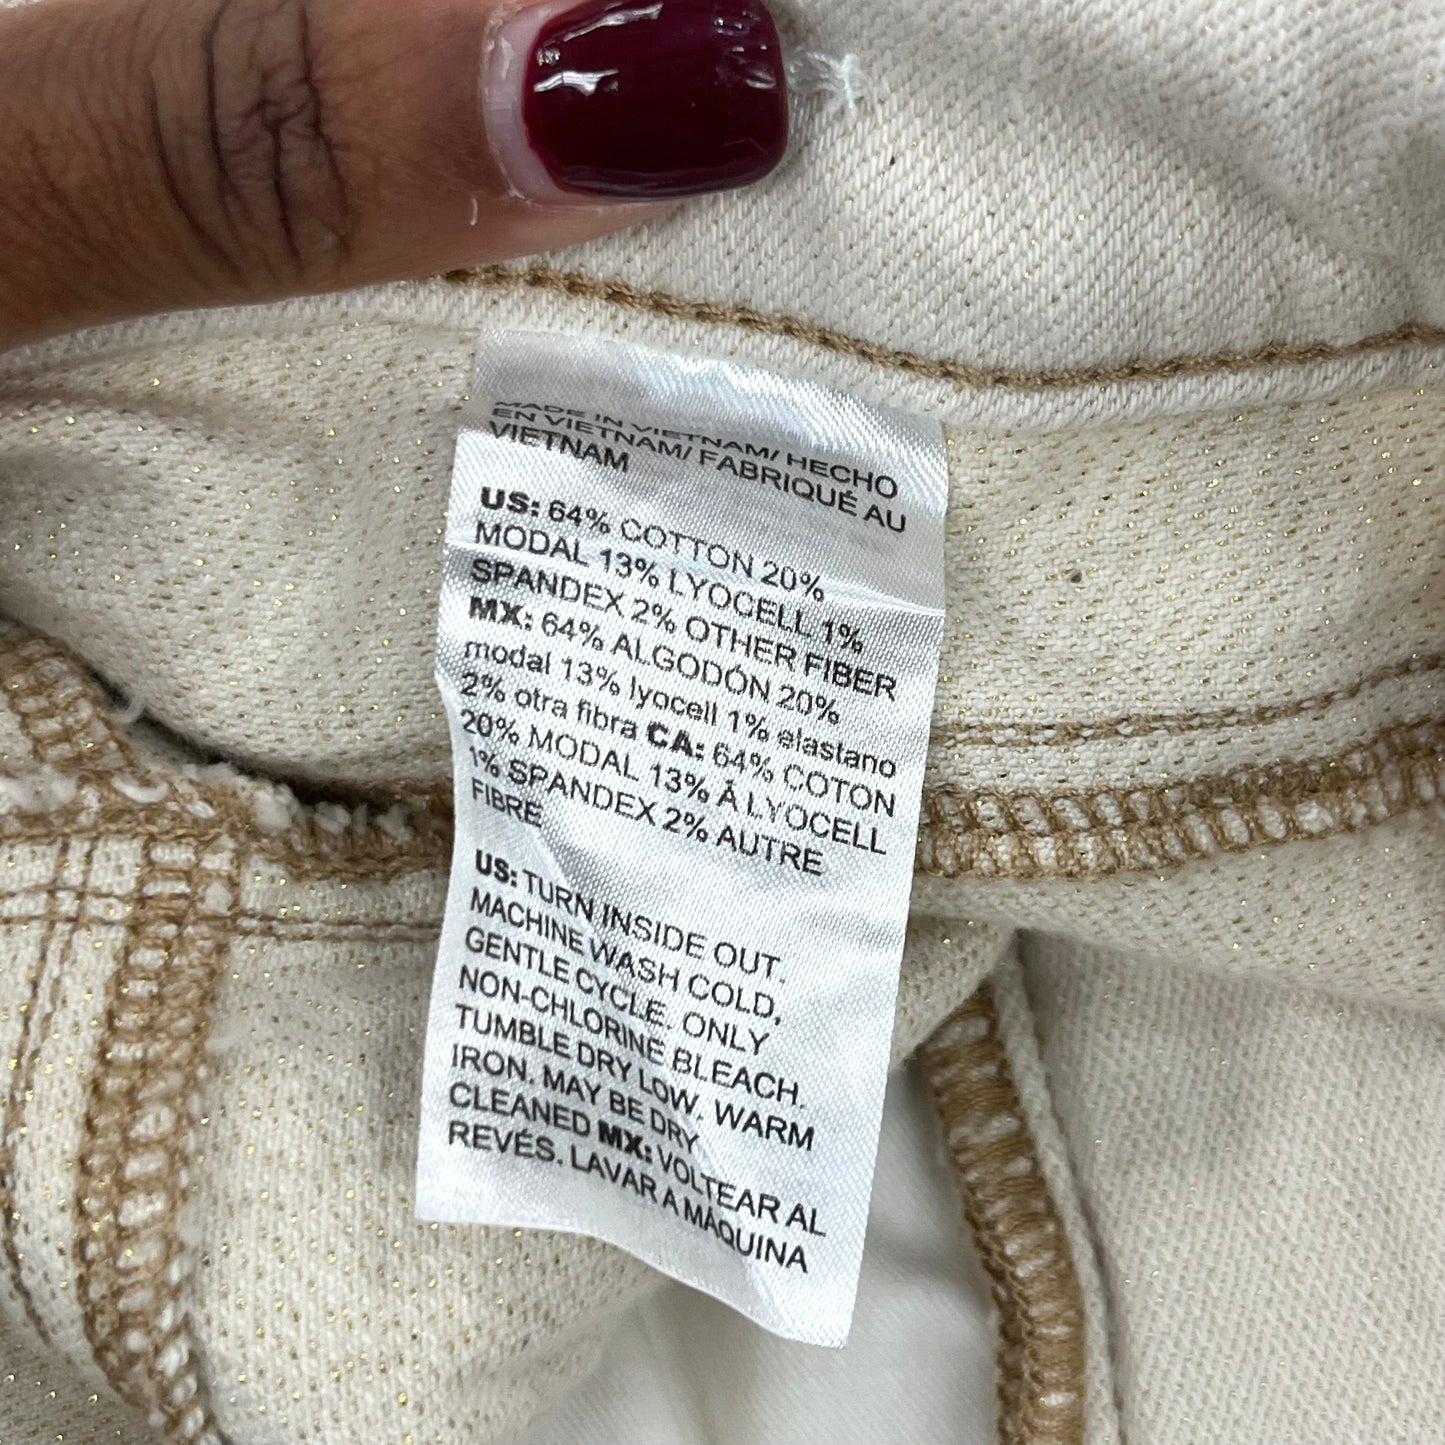 MADE IN VIETNAM/ HECHO
EN VIETNAM/ FABRIQUÉ AU
VIETNAM
US: 64% COTTON 20%
MODAL 13% LYOCELL 1%
SPANDEX 2% OTHER FIBER
MX: 64% ALGODÓN 20%
modal 13% lyocell 1% elastano
2% otra fibra CA: 64% COTON
20% MODAL 13% Á LYOCELL
1% SPANDEX 2% AUTRE
FIBRE
US: TURN INSIDE OUT.
MACHINE WASH COLD,
GENTLE CYCLE. ONLY
NON-CHLORINE BLEACH.
TUMBLE DRY LOW. WARM
IRON. MAY BE DRY
CLEANED MX: VOLTEAR AL
REVÉS. LAVAR A MÁQUINA